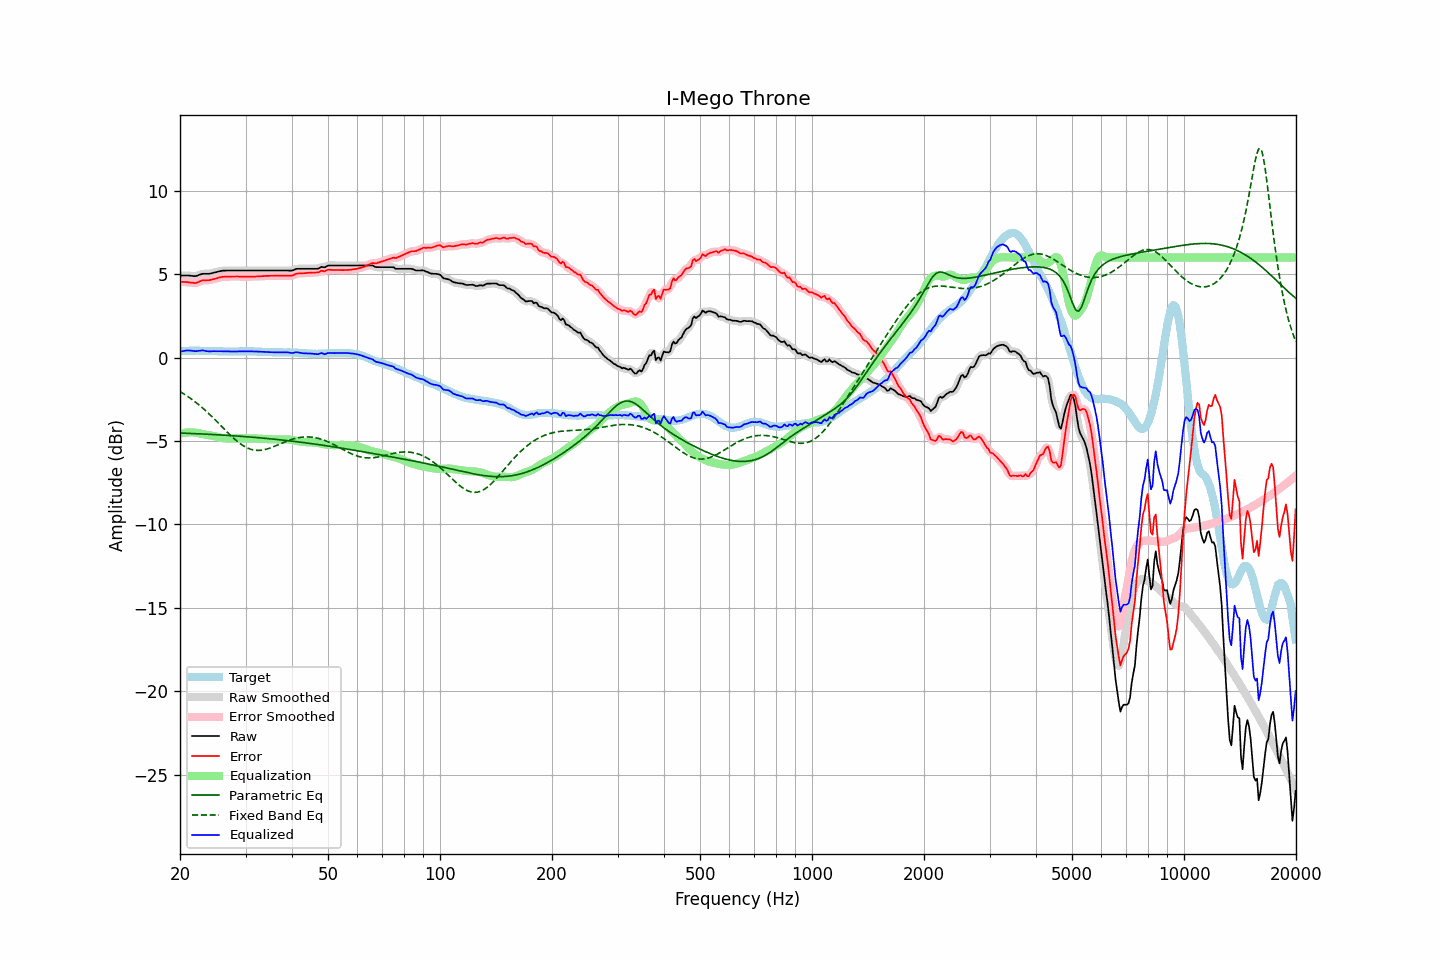 I-Mego Throne
Amplitude (dBr)
10
5
0
−5
−10
−15
−20
−25
Target
Raw Smoothed
Error Smoothed
Raw
Error
Equalization
Parametric Eq
Fixed Band Eq
Equalized
20 50 100 200 500 1000 2000 5000 10000 20000
Frequency (Hz)